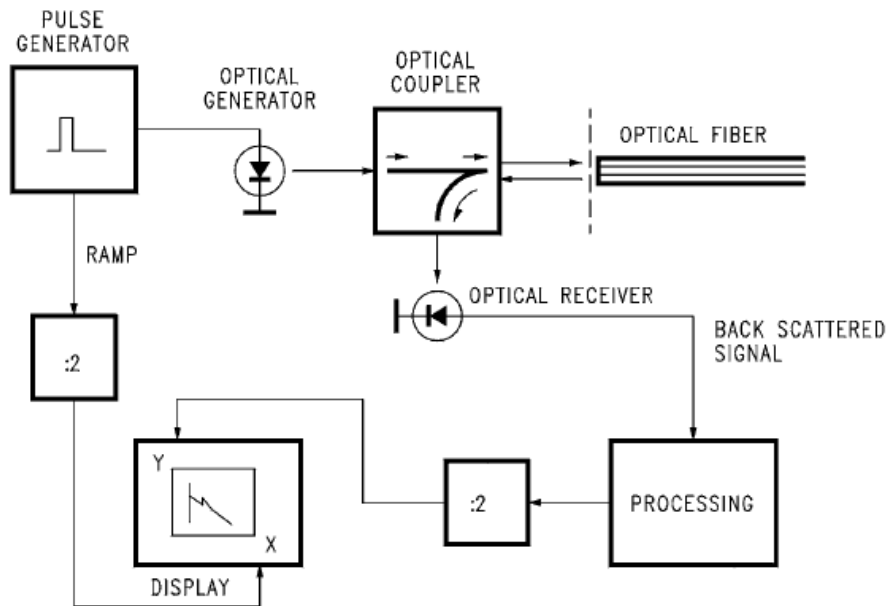 PULSE
GENERATOR
OPTICAL
GENERATOR
OPTICAL
COUPLER
OPTICAL FIBER
RAMP
OPTICAL RECEIVER
BACK SCATTERED
SIGNAL
:2
Y
X
:2
PROCESSING
DISPLAY